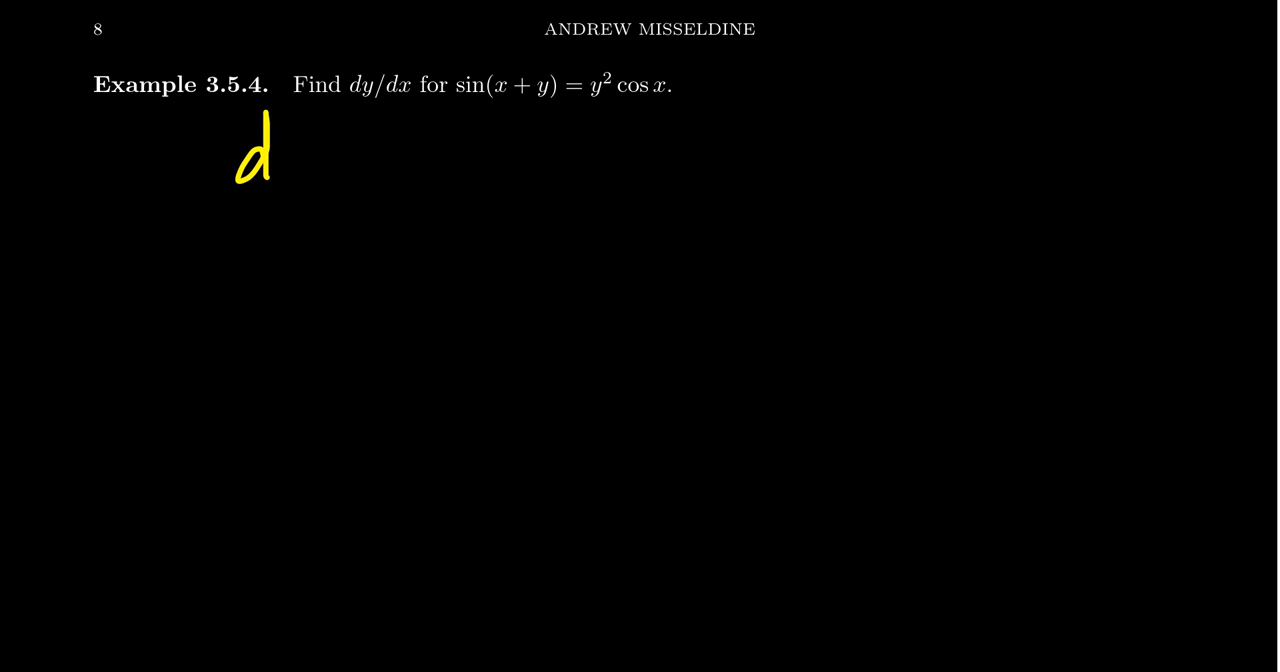 8 ANDREW MISSELDINE
Example 3.5.4. Find dy/dx for sin(x + y) = y² cos x.
d